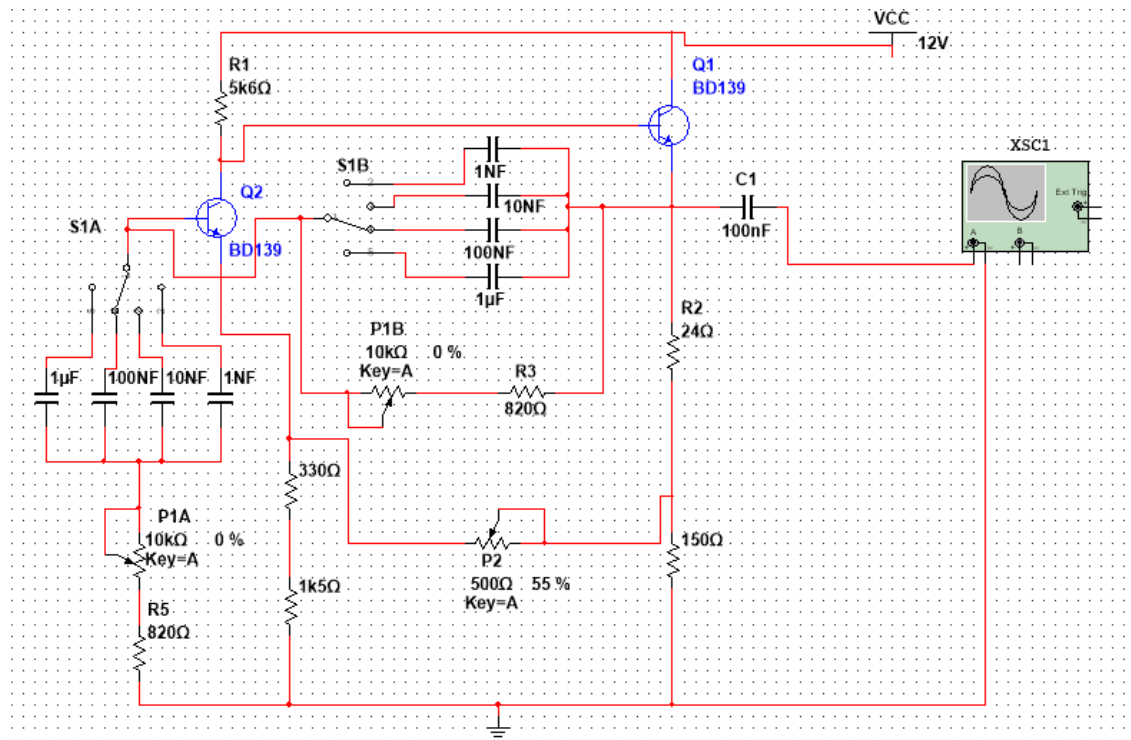 VCC
12V
R1
5k6Ω
Q1
BD139
XSC1
Ext Trig
A
B
S1B
1NF
10NF
100NF
1µF
C1
100nF
Q2
BD139
S1A
R2
24Ω
P1B
10kΩ 0 %
Key=A
R3
820Ω
1µF 100NF 10NF 1NF
330Ω
P1A
10kΩ 0 %
Key=A
P2
500Ω 55 %
Key=A
150Ω
1k5Ω
R5
820Ω